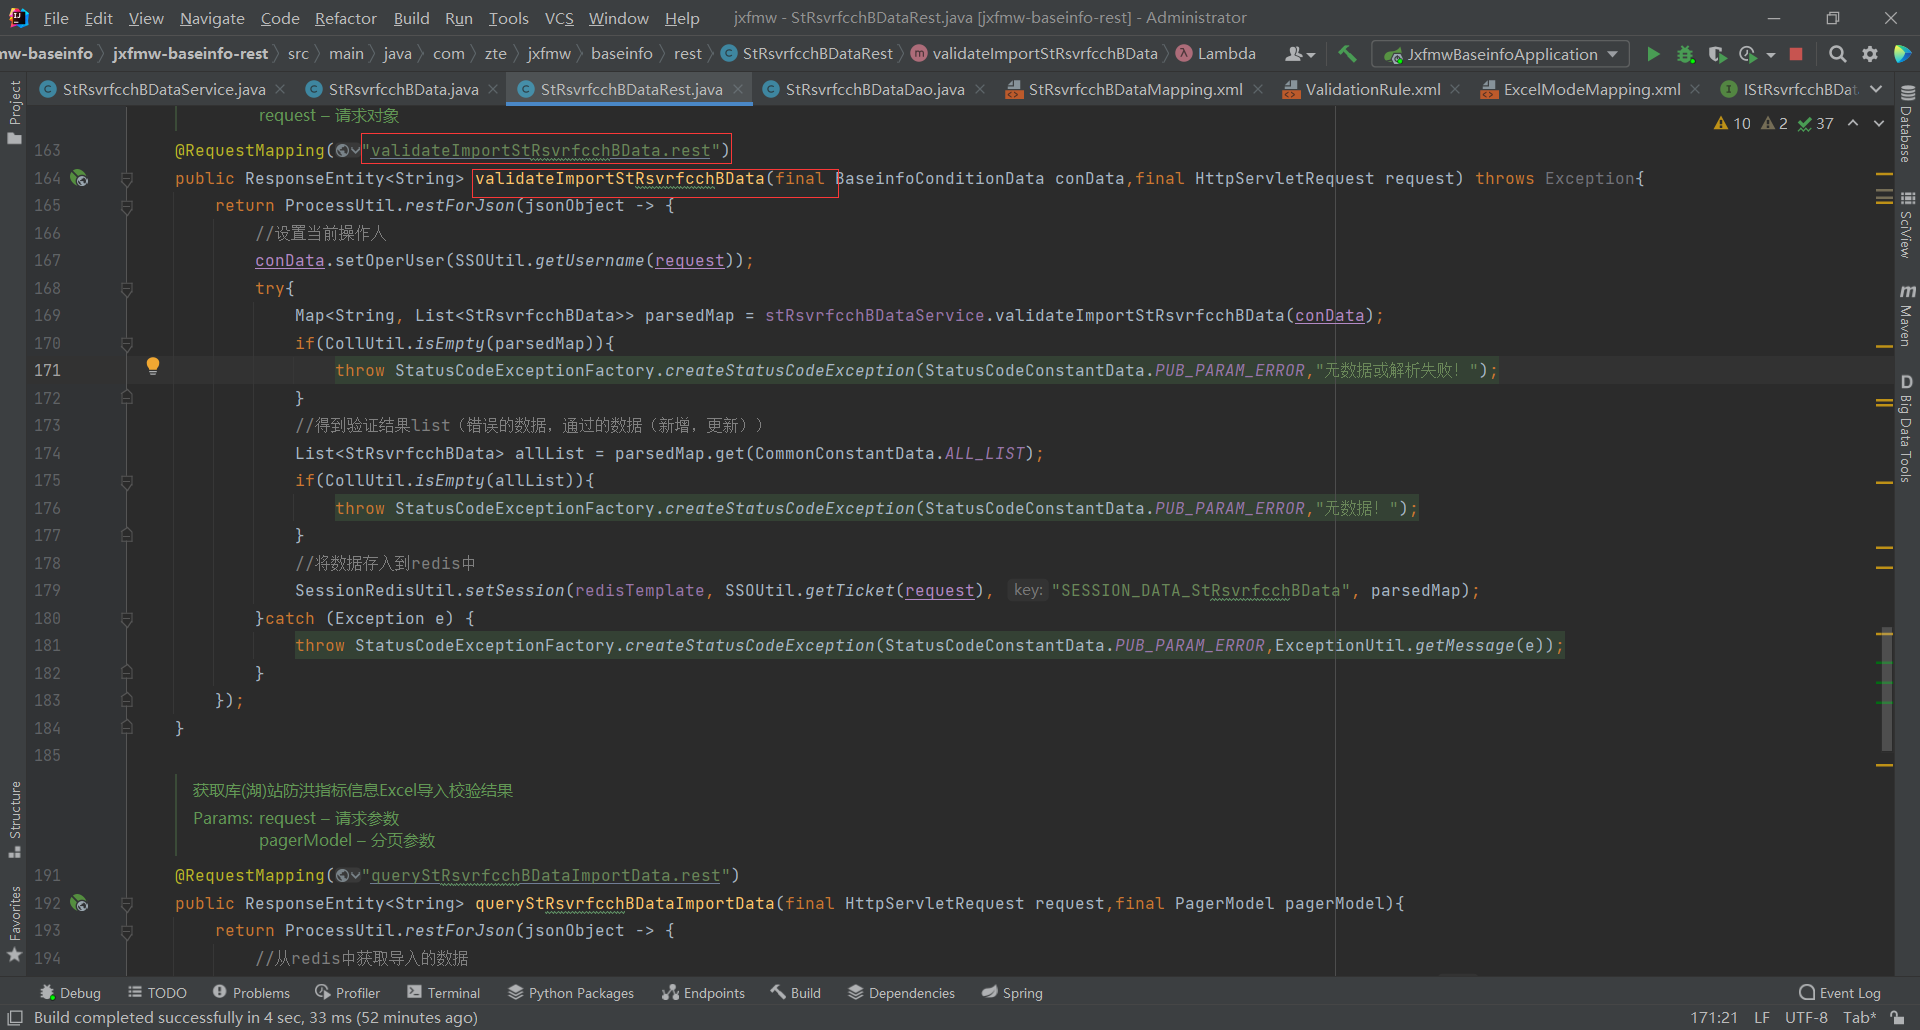 File Edit View Navigate Code Refactor Build Run Tools VCS Window Help jxfmw - StRsvrfcchBDataRest.java [jxfmw-baseinfo-rest] - Administrator
mw-baseinfo jxfmw-baseinfo-rest src main java com zte jxfmw baseinfo rest StRsvrfcchBDataRest validateImportStRsvrfcchBData Lambda JxfmwBaseinfoApplication
StRsvrfcchBDataService.java StRsvrfcchBData.java StRsvrfcchBDataRest.java StRsvrfcchBDataDao.java StRsvrfcchBDataMapping.xml ValidationRule.xml ExcelModeMapping.xml IStRsvrfcchBDat
Project
Structure
Favorites
Database
SciView
Maven
Big Data Tools
10 2 37
request – 请求对象
163 @RequestMapping("validateImportStRsvrfcchBData.rest")
164 public ResponseEntity<String> validateImportStRsvrfcchBData(final BaseinfoConditionData conData,final HttpServletRequest request) throws Exception{
165 return ProcessUtil.restForJson(jsonObject -> {
166 //设置当前操作人
167 conData.setOperUser(SSOUtil.getUsername(request));
168 try{
169 Map<String, List<StRsvrfcchBData>> parsedMap = stRsvrfcchBDataService.validateImportStRsvrfcchBData(conData);
170 if(CollUtil.isEmpty(parsedMap)){
171 throw StatusCodeExceptionFactory.createStatusCodeException(StatusCodeConstantData.PUB_PARAM_ERROR,"无数据或解析失败！");
172 }
173 //得到验证结果list（错误的数据，通过的数据（新增，更新））
174 List<StRsvrfcchBData> allList = parsedMap.get(CommonConstantData.ALL_LIST);
175 if(CollUtil.isEmpty(allList)){
176 throw StatusCodeExceptionFactory.createStatusCodeException(StatusCodeConstantData.PUB_PARAM_ERROR,"无数据！");
177 }
178 //将数据存入到redis中
179 SessionRedisUtil.setSession(redisTemplate, SSOUtil.getTicket(request), key: "SESSION_DATA_StRsvrfcchBData", parsedMap);
180 }catch (Exception e) {
181 throw StatusCodeExceptionFactory.createStatusCodeException(StatusCodeConstantData.PUB_PARAM_ERROR,ExceptionUtil.getMessage(e));
182 }
183 });
184 }
185
获取库(湖)站防洪指标信息Excel导入校验结果
Params: request – 请求参数
pagerModel – 分页参数
191 @RequestMapping("queryStRsvrfcchBDataImportData.rest")
192 public ResponseEntity<String> queryStRsvrfcchBDataImportData(final HttpServletRequest request,final PagerModel pagerModel){
193 return ProcessUtil.restForJson(jsonObject -> {
194 //从redis中获取导入的数据
Debug TODO Problems Profiler Terminal Python Packages Endpoints Build Dependencies Spring Event Log
Build completed successfully in 4 sec, 33 ms (52 minutes ago) 171:21 LF UTF-8 Tab*